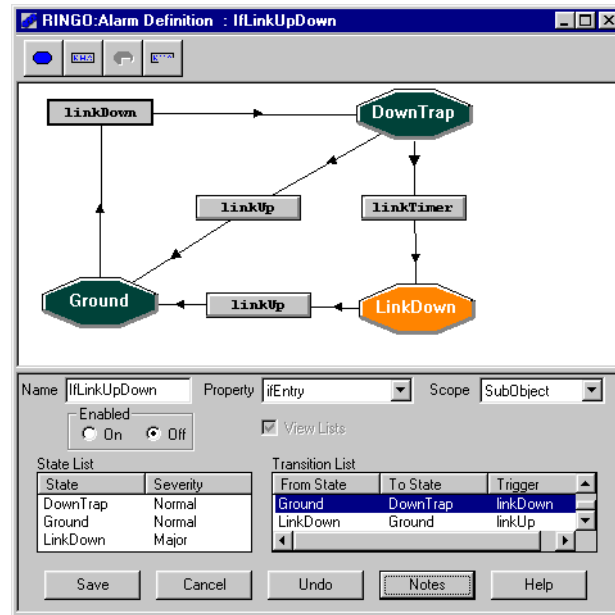 RINGO:Alarm Definition : IfLinkUpDown
linkDown
DownTrap
linkUp
linkTimer
Ground
linkUp
LinkDown
Name IfLinkUpDown Property ifEntry Scope SubObject
Enabled
On Off
View Lists
State List Transition List
State Severity From State To State Trigger
DownTrap Normal Ground DownTrap linkDown
Ground Normal LinkDown Ground linkUp
LinkDown Major
Save Cancel Undo Notes Help